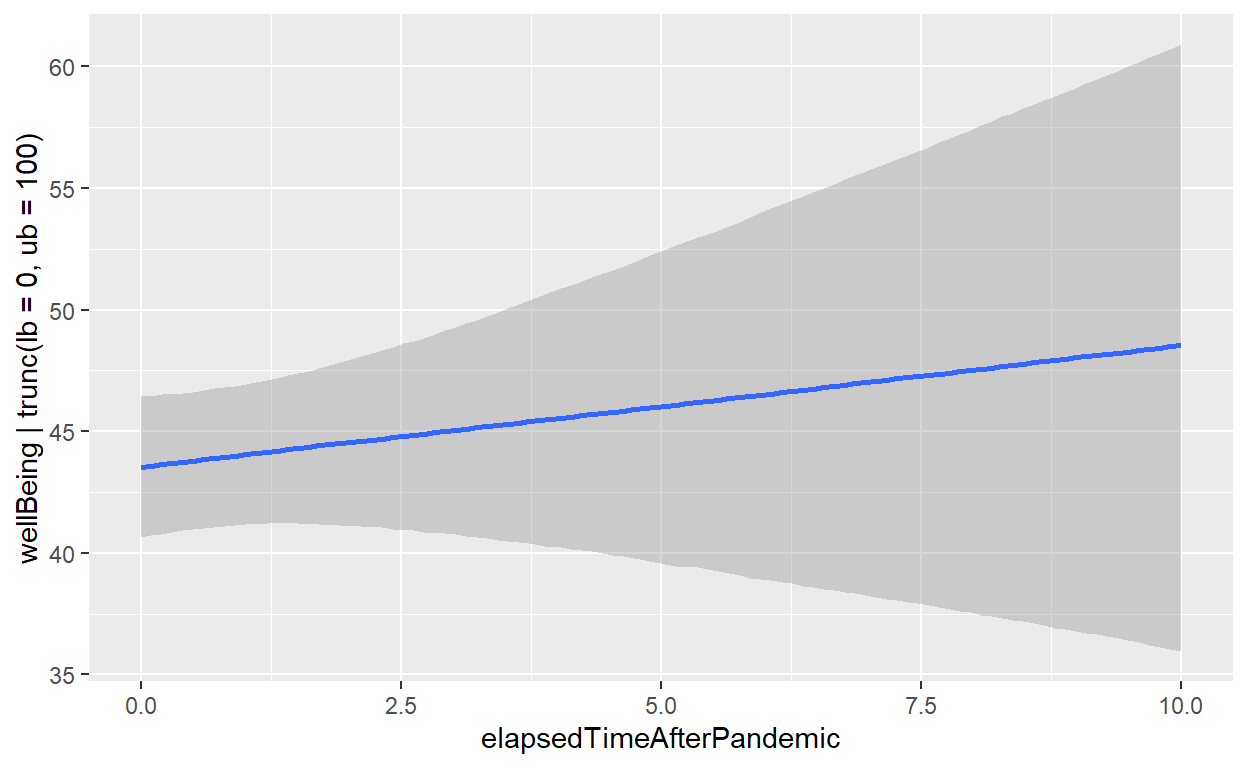 wellBeing | trunc(lb = 0, ub = 100)
60
55
50
45
40
35
0.0 2.5 5.0 7.5 10.0
elapsedTimeAfterPandemic